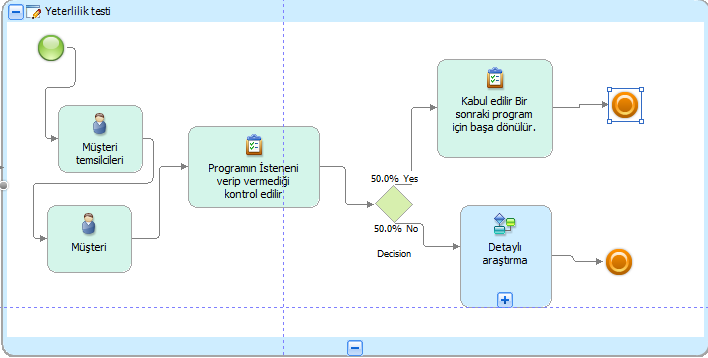 Yeterlilik testi
Müşteri
temsilcileri
Müşteri
Programın İsteneni
verip vermediği
kontrol edilir
50.0% Yes
50.0% No
Decision
Kabul edilir Bir
sonraki program
için başa dönülür.
Detaylı
araştırma